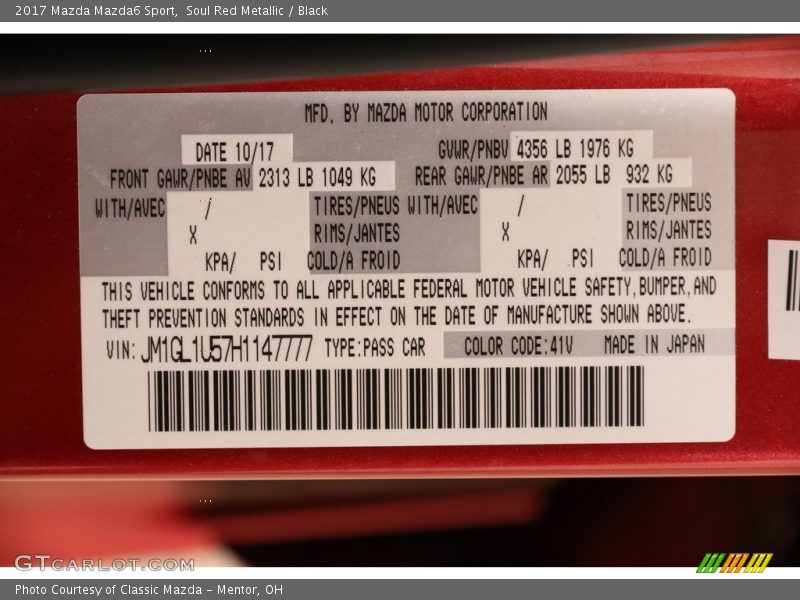 2017 Mazda Mazda6 Sport, Soul Red Metallic / Black
MFD. BY MAZDA MOTOR CORPORATION
DATE 10/17 GVWR/PNBV 4356 LB 1976 KG
FRONT GAWR/PNBE AV 2313 LB 1049 KG REAR GAWR/PNBE AR 2055 LB 932 KG
WITH/AVEC / TIRES/PNEUS WITH/AVEC / TIRES/PNEUS
X RIMS/JANTES X RIMS/JANTES
KPA/ PSI COLD/A FROID KPA/ PSI COLD/A FROID
THIS VEHICLE CONFORMS TO ALL APPLICABLE FEDERAL MOTOR VEHICLE SAFETY, BUMPER, AND
THEFT PREVENTION STANDARDS IN EFFECT ON THE DATE OF MANUFACTURE SHOWN ABOVE.
VIN: JM1GL1U57H1147777 TYPE:PASS CAR COLOR CODE:41V MADE IN JAPAN
GTCARLOT.COM
Photo Courtesy of Classic Mazda - Mentor, OH